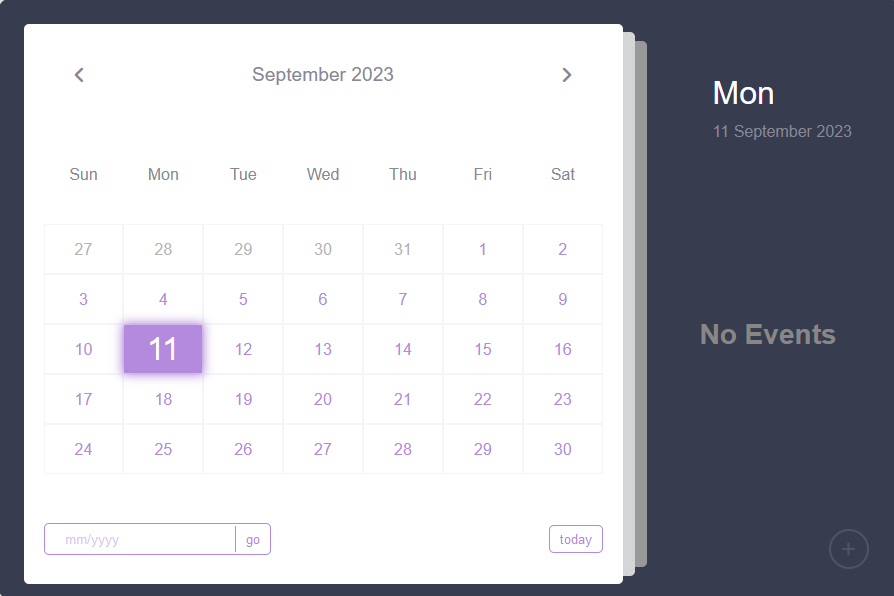 September 2023
Sun Mon Tue Wed Thu Fri Sat
27 28 29 30 31 1 2
3 4 5 6 7 8 9
10 11 12 13 14 15 16
17 18 19 20 21 22 23
24 25 26 27 28 29 30
mm/yyyy go today
Mon
11 September 2023
No Events
+